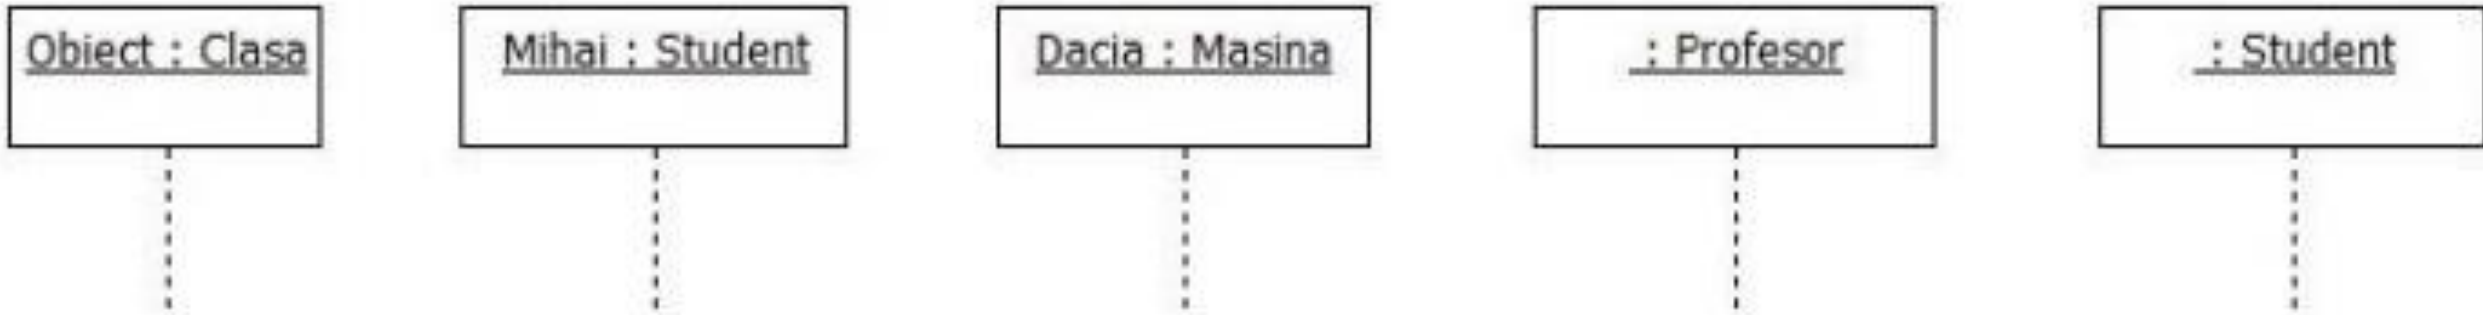 Obiect : Clasa
Mihai : Student
Dacia : Masina
: Profesor
: Student